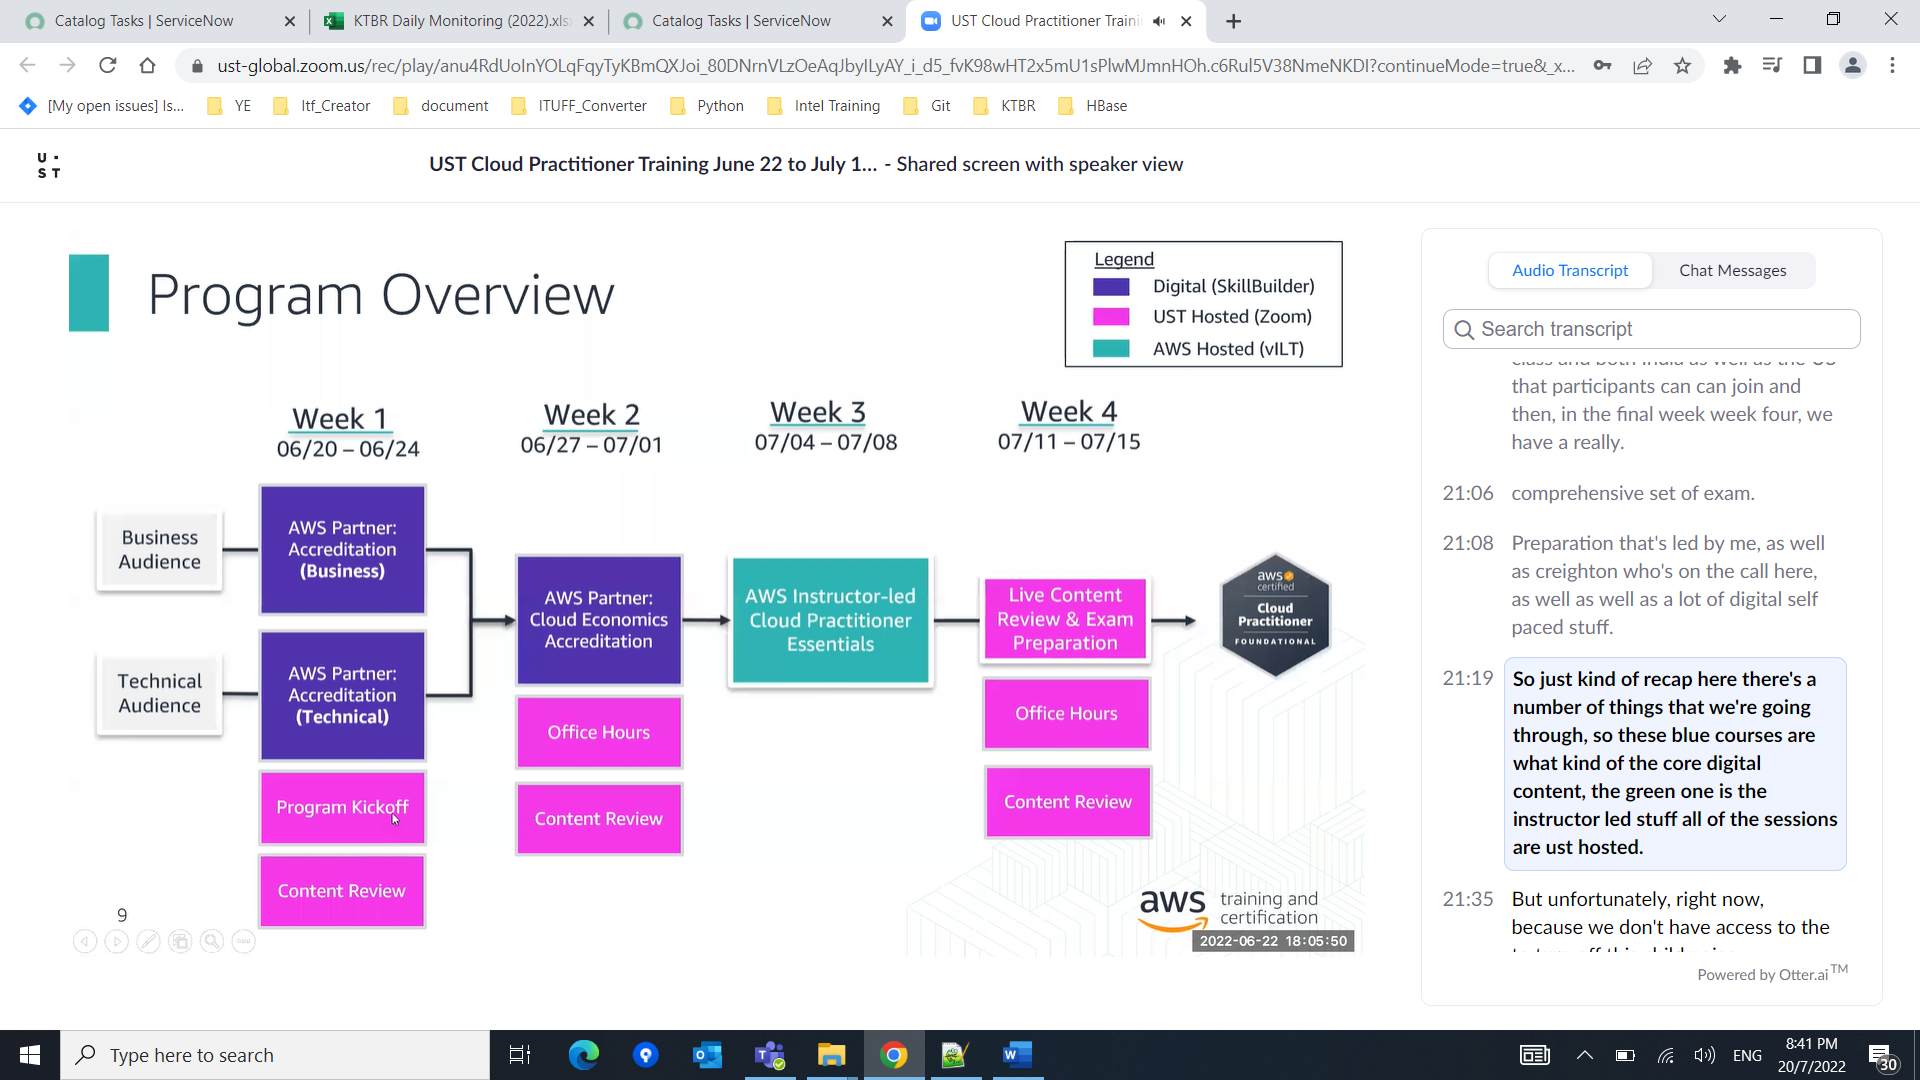 Catalog Tasks | ServiceNow
KTBR Daily Monitoring (2022).xls
Catalog Tasks | ServiceNow
UST Cloud Practitioner Traini
ust-global.zoom.us/rec/play/anu4RdUoInYOLqFqyTyKBmQXJoi_80DNrnVLzOeAqJbyILyAY_i_d5_fvK98wHT2x5mU1sPlwMJmnHOh.c6Rul5V38NmeNKDI?continueMode=true&_x...
[My open issues] Is...
YE
Itf_Creator
document
ITUFF_Converter
Python
Intel Training
Git
KTBR
HBase
U ·
S T
UST Cloud Practitioner Training June 22 to July 1... - Shared screen with speaker view
Program Overview
Legend
Digital (SkillBuilder)
UST Hosted (Zoom)
AWS Hosted (vILT)
Week 1
06/20 – 06/24
Week 2
06/27 – 07/01
Week 3
07/04 – 07/08
Week 4
07/11 – 07/15
Business
Audience
Technical
Audience
AWS Partner:
Accreditation
(Business)
AWS Partner:
Accreditation
(Technical)
Program Kickoff
Content Review
AWS Partner:
Cloud Economics
Accreditation
Office Hours
Content Review
AWS Instructor-led
Cloud Practitioner
Essentials
Live Content
Review & Exam
Preparation
Office Hours
Content Review
aws
certified
Cloud
Practitioner
FOUNDATIONAL
9
aws
training and
certification
2022-06-22 18:05:50
Audio Transcript
Chat Messages
Search transcript
class and both India as well as the US
that participants can can join and
then, in the final week week four, we
have a really.
21:06 comprehensive set of exam.
21:08 Preparation that's led by me, as well
as creighton who's on the call here,
as well as well as a lot of digital self
paced stuff.
21:19 So just kind of recap here there's a
number of things that we're going
through, so these blue courses are
what kind of the core digital
content, the green one is the
instructor led stuff all of the sessions
are ust hosted.
21:35 But unfortunately, right now,
because we don't have access to the
Powered by Otter.ai TM
Type here to search
ENG
8:41 PM
20/7/2022
30